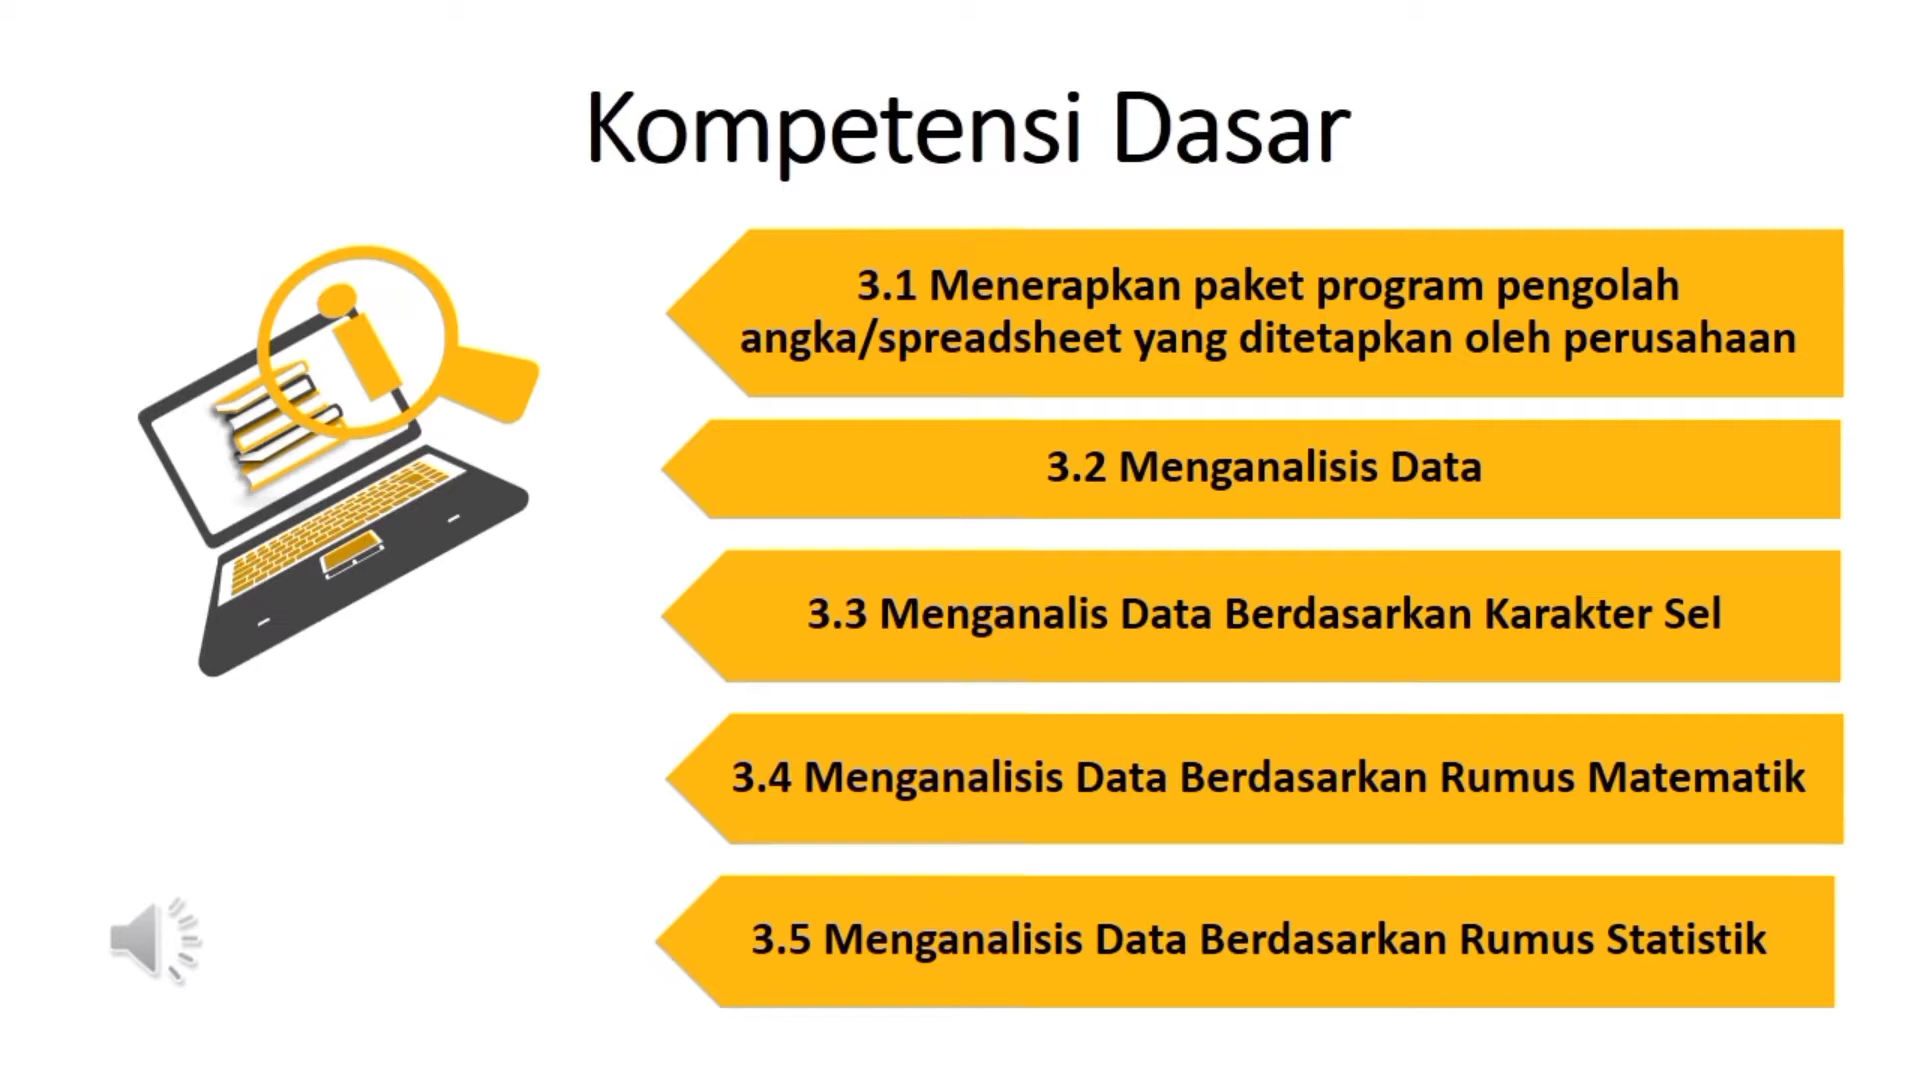 Kompetensi Dasar
3.1 Menerapkan paket program pengolah
angka/spreadsheet yang ditetapkan oleh perusahaan
3.2 Menganalisis Data
3.3 Menganalis Data Berdasarkan Karakter Sel
3.4 Menganalisis Data Berdasarkan Rumus Matematik
3.5 Menganalisis Data Berdasarkan Rumus Statistik